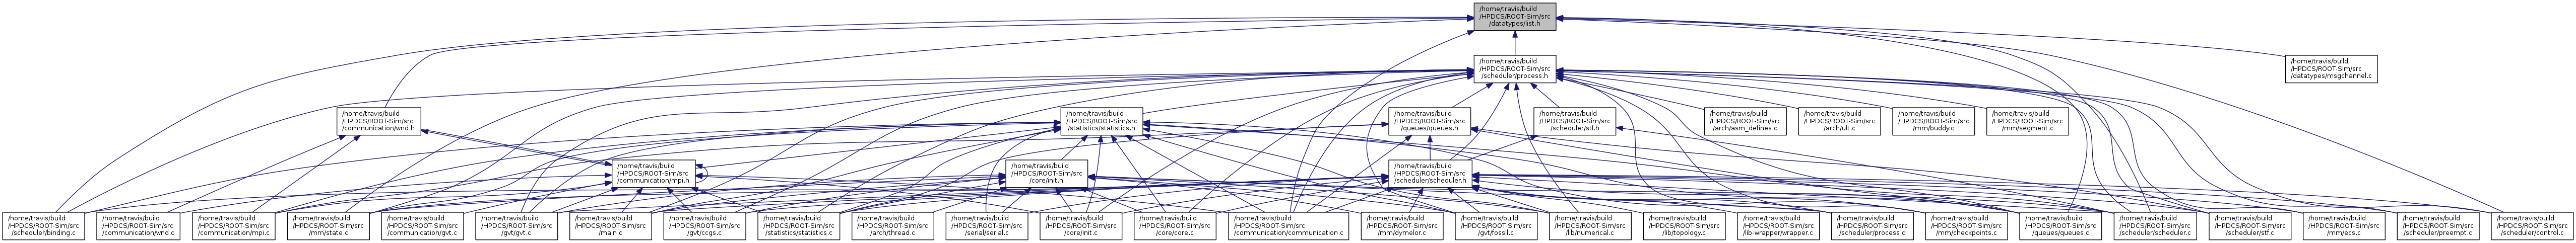 /home/travis/build
/HPDCS/ROOT-Sim/src
/datatypes/list.h
/home/travis/build
/HPDCS/ROOT-Sim/src
/scheduler/process.h
/home/travis/build
/HPDCS/ROOT-Sim/src
/datatypes/msgchannel.c
/home/travis/build
/HPDCS/ROOT-Sim/src
/communication/wnd.h
/home/travis/build
/HPDCS/ROOT-Sim/src
/statistics/statistics.h
/home/travis/build
/HPDCS/ROOT-Sim/src
/queues/queues.h
/home/travis/build
/HPDCS/ROOT-Sim/src
/scheduler/stf.h
/home/travis/build
/HPDCS/ROOT-Sim/src
/arch/asm_defines.c
/home/travis/build
/HPDCS/ROOT-Sim/src
/arch/ult.c
/home/travis/build
/HPDCS/ROOT-Sim/src
/mm/buddy.c
/home/travis/build
/HPDCS/ROOT-Sim/src
/mm/segment.c
/home/travis/build
/HPDCS/ROOT-Sim/src
/communication/mpi.h
/home/travis/build
/HPDCS/ROOT-Sim/src
/core/init.h
/home/travis/build
/HPDCS/ROOT-Sim/src
/scheduler/scheduler.h
/home/travis/build
/HPDCS/ROOT-Sim/src
/scheduler/binding.c
/home/travis/build
/HPDCS/ROOT-Sim/src
/communication/wnd.c
/home/travis/build
/HPDCS/ROOT-Sim/src
/communication/mpi.c
/home/travis/build
/HPDCS/ROOT-Sim/src
/mm/state.c
/home/travis/build
/HPDCS/ROOT-Sim/src
/communication/gvt.c
/home/travis/build
/HPDCS/ROOT-Sim/src
/gvt/gvt.c
/home/travis/build
/HPDCS/ROOT-Sim/src
/main.c
/home/travis/build
/HPDCS/ROOT-Sim/src
/gvt/ccgs.c
/home/travis/build
/HPDCS/ROOT-Sim/src
/statistics/statistics.c
/home/travis/build
/HPDCS/ROOT-Sim/src
/arch/thread.c
/home/travis/build
/HPDCS/ROOT-Sim/src
/serial/serial.c
/home/travis/build
/HPDCS/ROOT-Sim/src
/core/init.c
/home/travis/build
/HPDCS/ROOT-Sim/src
/core/core.c
/home/travis/build
/HPDCS/ROOT-Sim/src
/communication/communication.c
/home/travis/build
/HPDCS/ROOT-Sim/src
/mm/dymelor.c
/home/travis/build
/HPDCS/ROOT-Sim/src
/gvt/fossil.c
/home/travis/build
/HPDCS/ROOT-Sim/src
/lib/numerical.c
/home/travis/build
/HPDCS/ROOT-Sim/src
/lib/topology.c
/home/travis/build
/HPDCS/ROOT-Sim/src
/lib-wrapper/wrapper.c
/home/travis/build
/HPDCS/ROOT-Sim/src
/scheduler/process.c
/home/travis/build
/HPDCS/ROOT-Sim/src
/mm/checkpoints.c
/home/travis/build
/HPDCS/ROOT-Sim/src
/queues/queues.c
/home/travis/build
/HPDCS/ROOT-Sim/src
/scheduler/scheduler.c
/home/travis/build
/HPDCS/ROOT-Sim/src
/scheduler/stf.c
/home/travis/build
/HPDCS/ROOT-Sim/src
/mm/ecs.c
/home/travis/build
/HPDCS/ROOT-Sim/src
/scheduler/preempt.c
/home/travis/build
/HPDCS/ROOT-Sim/src
/scheduler/control.c